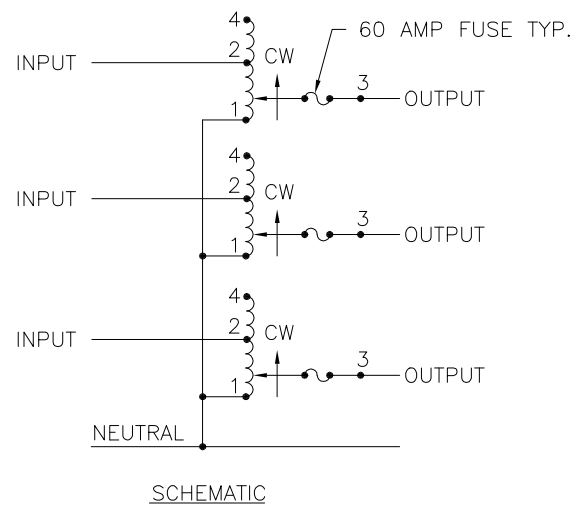 4
60 AMP FUSE TYP.
INPUT
2
CW
3
OUTPUT
1
4
INPUT
2
CW
3
OUTPUT
1
4
INPUT
2
CW
3
OUTPUT
1
NEUTRAL
SCHEMATIC